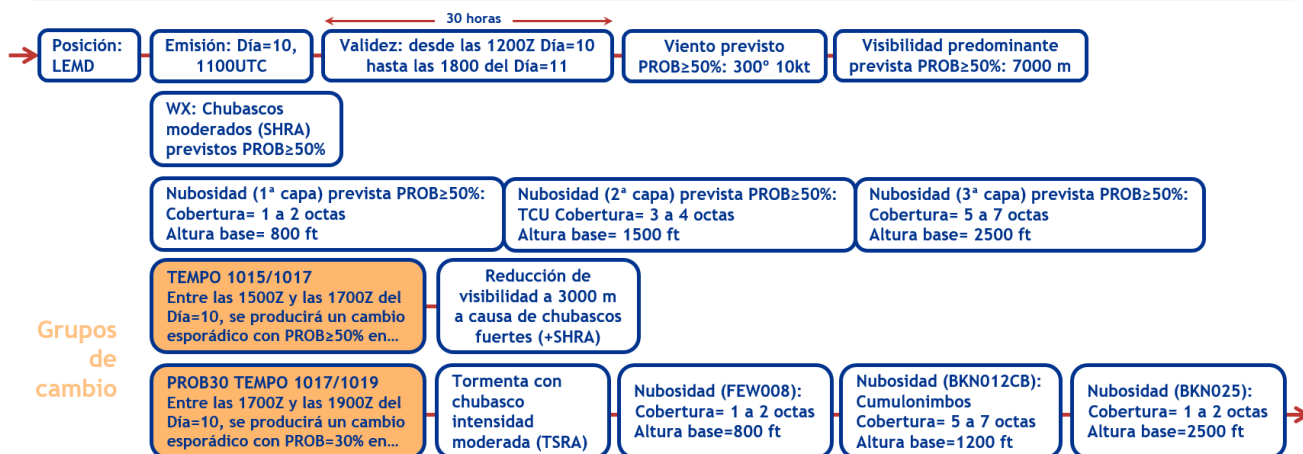 30 horas
Posición:
LEMD
Emisión: Día=10,
1100UTC
Validez: desde las 1200Z Día=10
hasta las 1800 del Día=11
Viento previsto
PROB≥50%: 300º 10kt
Visibilidad predominante
prevista PROB≥50%: 7000 m
WX: Chubascos
moderados (SHRA)
previstos PROB≥50%
Nubosidad (1ª capa) prevista PROB≥50%:
Cobertura= 1 a 2 octas
Altura base= 800 ft
Nubosidad (2ª capa) prevista PROB≥50%:
TCU Cobertura= 3 a 4 octas
Altura base= 1500 ft
Nubosidad (3ª capa) prevista PROB≥50%:
Cobertura= 5 a 7 octas
Altura base= 2500 ft
Grupos
de
cambio
TEMPO 1015/1017
Entre las 1500Z y las 1700Z del
Día=10, se producirá un cambio
esporádico con PROB≥50% en...
Reducción de
visibilidad a 3000 m
a causa de chubascos
fuertes (+SHRA)
PROB30 TEMPO 1017/1019
Entre las 1700Z y las 1900Z del
Día=10, se producirá un cambio
esporádico con PROB=30% en...
Tormenta con
chubasco
intensidad
moderada (TSRA)
Nubosidad (FEW008):
Cobertura= 1 a 2 octas
Altura base=800 ft
Nubosidad (BKN012CB):
Cumulonimbos
Cobertura= 5 a 7 octas
Altura base=1200 ft
Nubosidad (BKN025):
Cobertura= 1 a 2 octas
Altura base=2500 ft